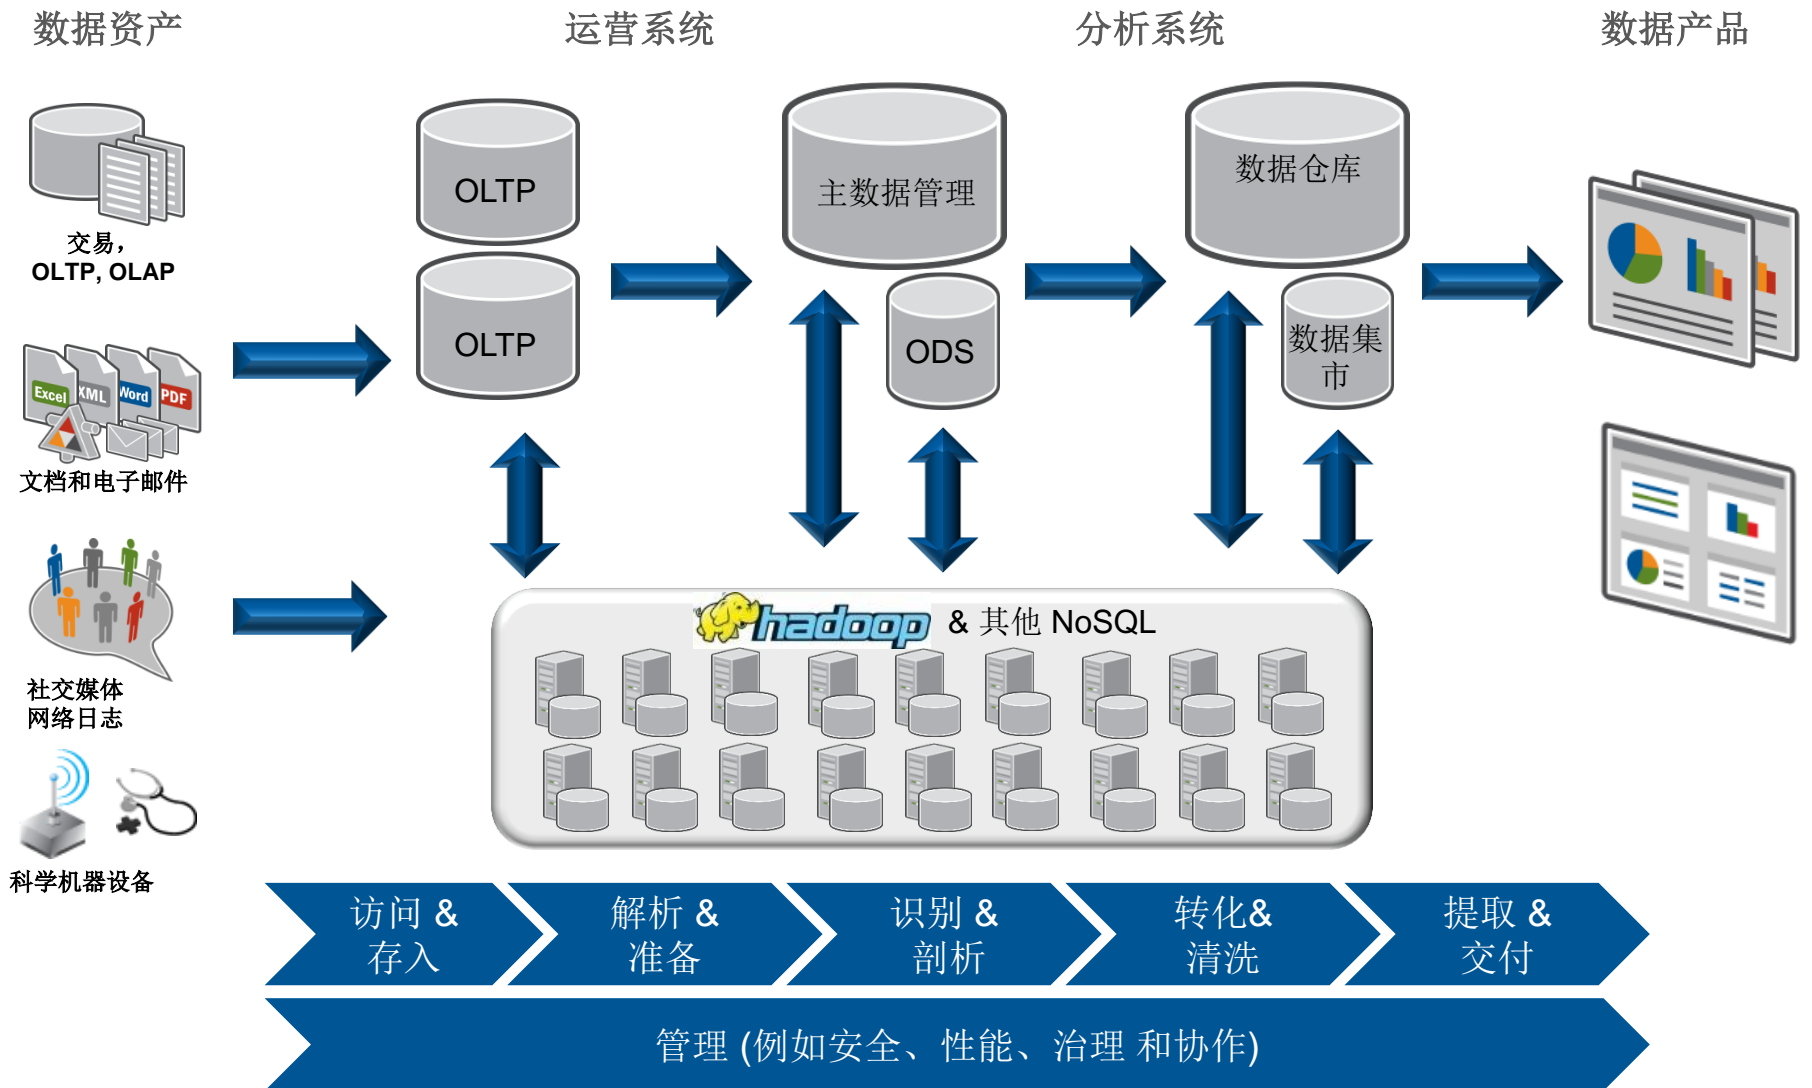 数据资产
运营系统
分析系统
数据产品
交易，
OLTP, OLAP
Excel
XML
Word
PDF
文档和电子邮件
社交媒体
网络日志
科学机器设备
OLTP
OLTP
主数据管理
ODS
数据仓库
数据集
市
hadoop & 其他 NoSQL
访问 &
存入
解析 &
准备
识别 &
剖析
转化&
清洗
提取 &
交付
管理 (例如安全、性能、治理 和协作)